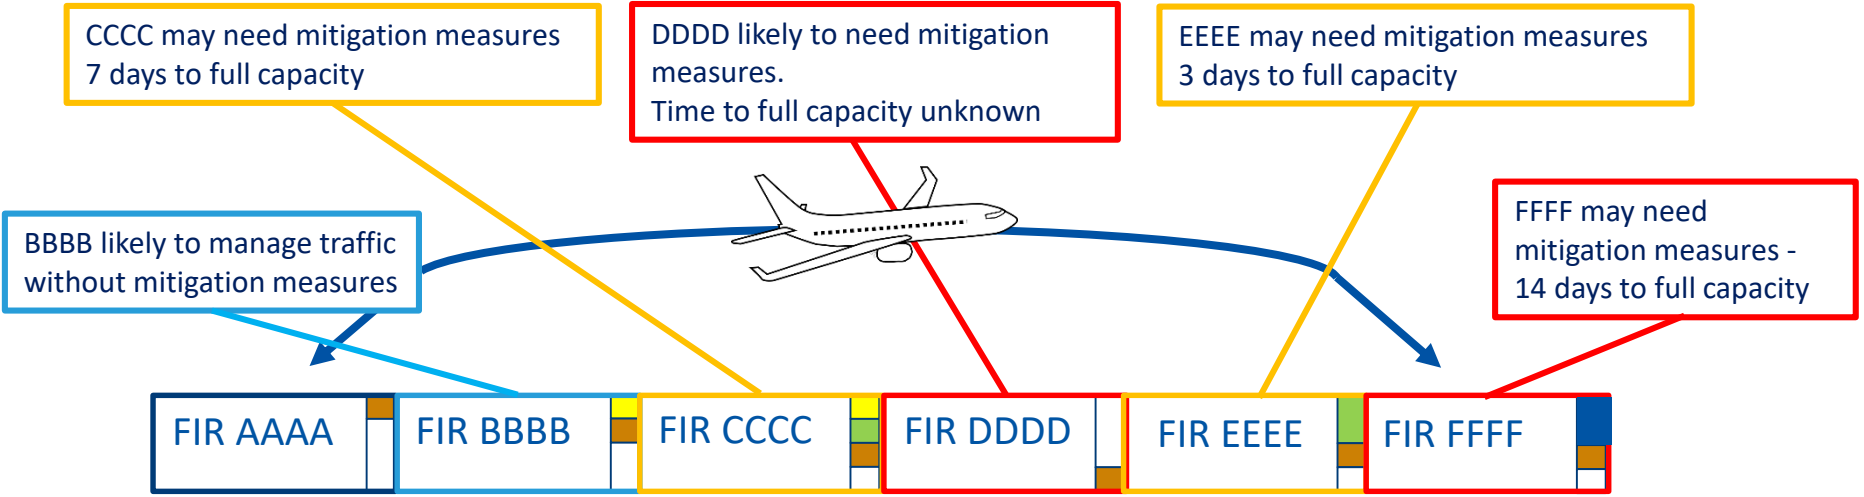 CCCC may need mitigation measures
7 days to full capacity
DDDD likely to need mitigation
measures.
Time to full capacity unknown
EEEE may need mitigation measures
3 days to full capacity
BBBB likely to manage traffic
without mitigation measures
FFFF may need
mitigation measures -
14 days to full capacity
FIR AAAA
FIR BBBB
FIR CCCC
FIR DDDD
FIR EEEE
FIR FFFF